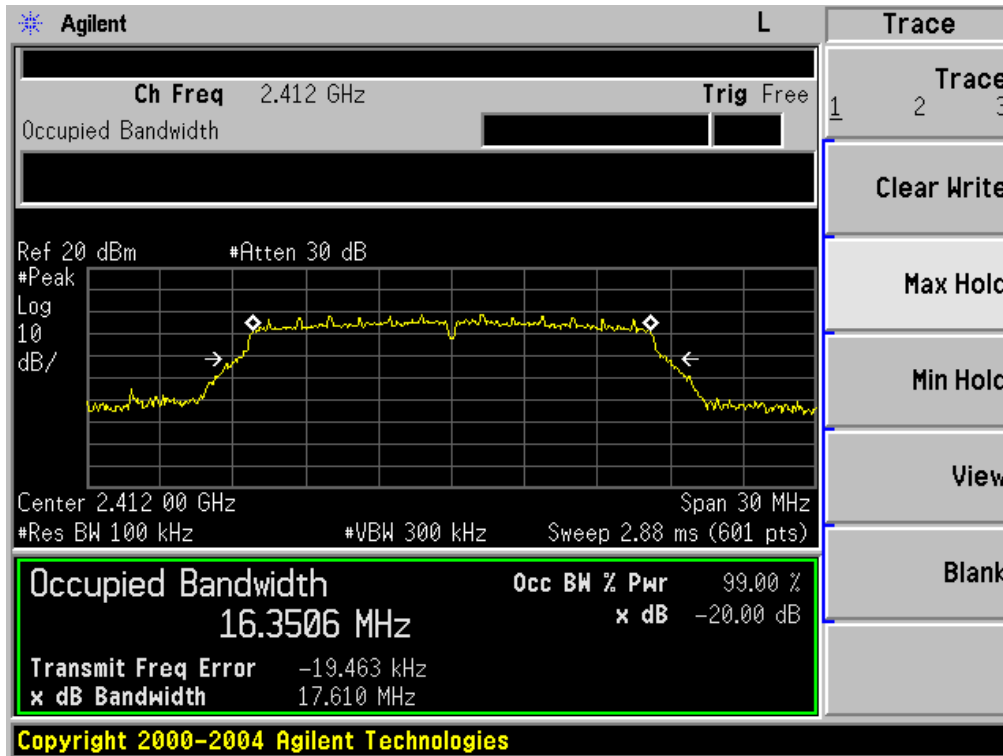 Agilent L Trace
Ch Freq 2.412 GHz Trig Free
Occupied Bandwidth
Trace
1 2 3
Clear Write
Max Hold
Min Hold
View
Blank
Ref 20 dBm #Atten 30 dB
#Peak
Log
10
dB/
Center 2.412 00 GHz Span 30 MHz
#Res BW 100 kHz #VBW 300 kHz Sweep 2.88 ms (601 pts)
Occupied Bandwidth Occ BW % Pwr 99.00 %
16.3506 MHz x dB -20.00 dB
Transmit Freq Error -19.463 kHz
x dB Bandwidth 17.610 MHz
Copyright 2000-2004 Agilent Technologies